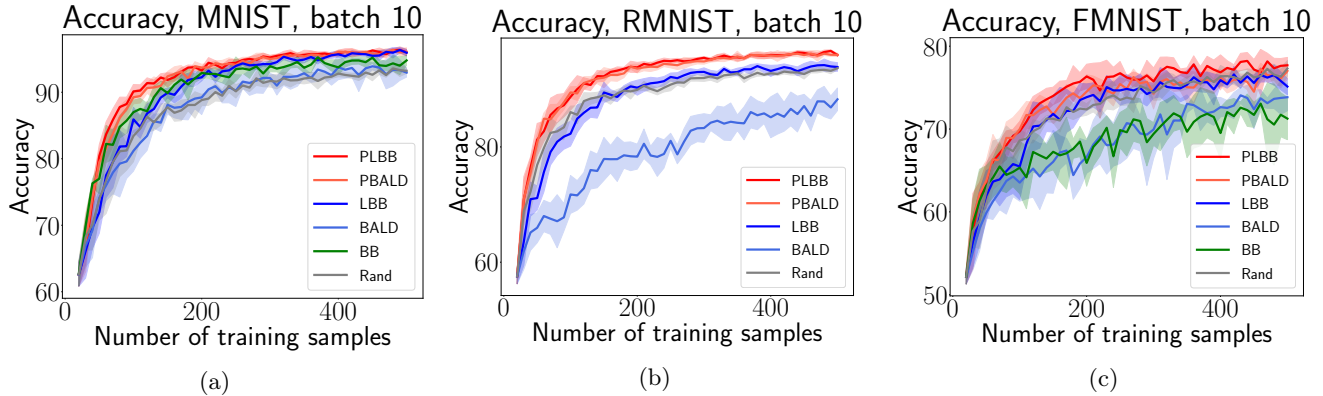 Accuracy, MNIST, batch 10
Accuracy
90
80
70
60
PLBB
PBALD
LBB
BALD
BB
Rand
0
200
400
Number of training samples
(a)
Accuracy, RMNIST, batch 10
Accuracy
80
60
PLBB
PBALD
LBB
BALD
Rand
0
200
400
Number of training samples
(b)
Accuracy, FMNIST, batch 10
Accuracy
80
70
60
50
PLBB
PBALD
LBB
BALD
BB
Rand
0
200
400
Number of training samples
(c)